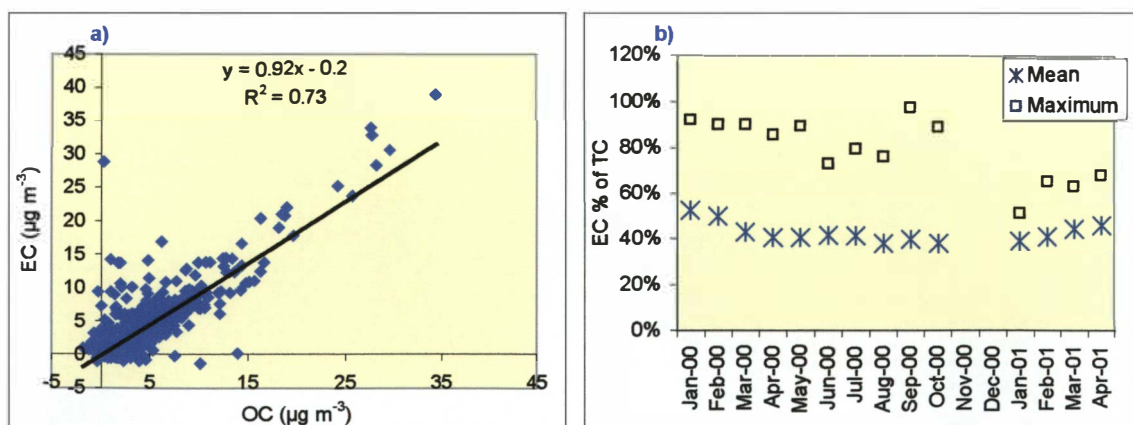 a)
y = 0.92x - 0.2
R² = 0.73
45
40
35
30
25
20
15
10
5
0
-5
EC (µg m⁻³)
-5 5 15 25 35 45
OC (µg m⁻³)
b)
120%
100%
80%
60%
40%
20%
0%
EC % of TC
Mean
Maximum
Jan-00
Feb-00
Mar-00
Apr-00
May-00
Jun-00
Jul-00
Aug-00
Sep-00
Oct-00
Nov-00
Dec-00
Jan-01
Feb-01
Mar-01
Apr-01